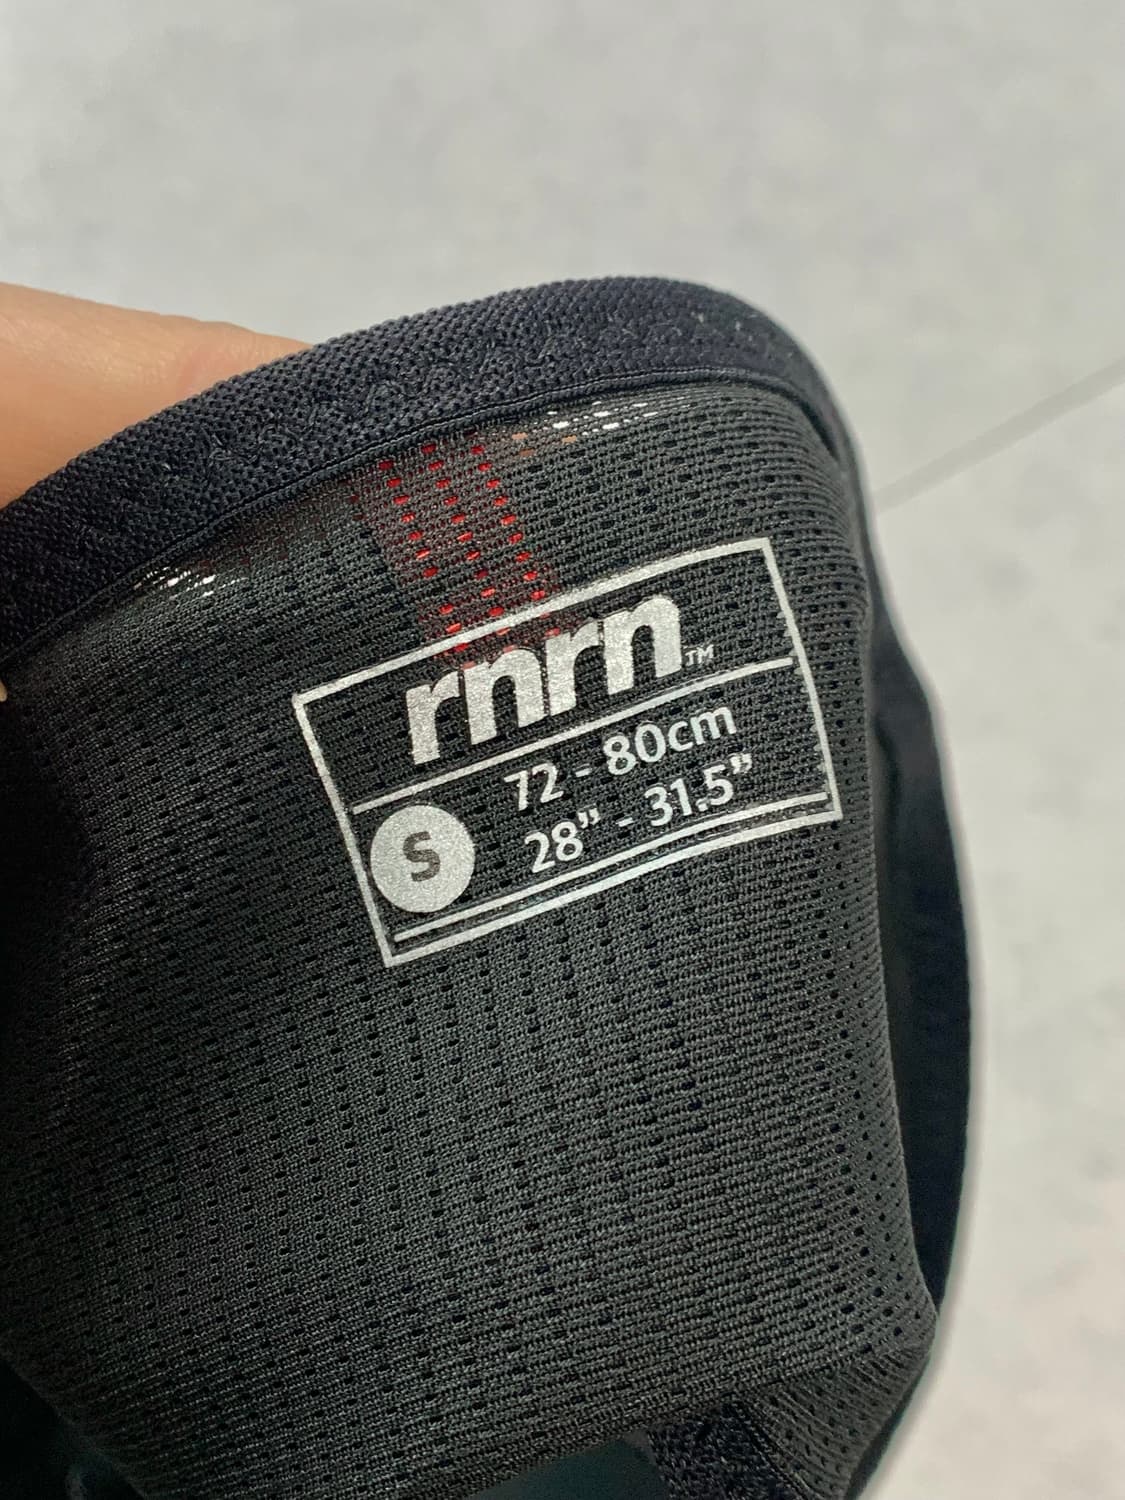 rnrn™
S
72 - 80cm
28” - 31.5”